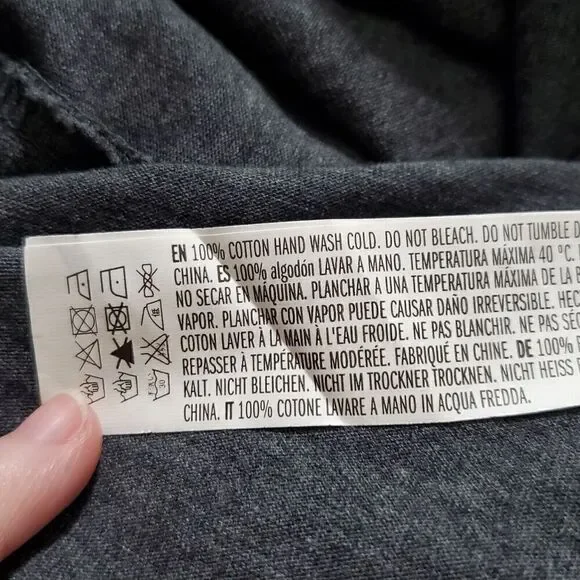 EN 100% COTTON HAND WASH COLD. DO NOT BLEACH. DO NOT TUMBLE D
CHINA. ES 100% algodón LAVAR A MANO. TEMPERATURA MÁXIMA 40 °C.
NO SECAR EN MÁQUINA. PLANCHAR A UNA TEMPERATURA MÁXIMA DE LA
VAPOR. PLANCHAR CON VAPOR PUEDE CAUSAR DAÑO IRREVERSIBLE. HEC
COTON LAVER À LA MAIN À L'EAU FROIDE. NE PAS BLANCHIR. NE PAS SÉC
REPASSER À TEMPÉRATURE MODÉRÉE. FABRIQUÉ EN CHINE. DE 100%
KALT. NICHT BLEICHEN. NICHT IM TROCKNER TROCKNEN. NICHT HEISS
CHINA. IT 100% COTONE LAVARE A MANO IN ACQUA FREDDA.
30